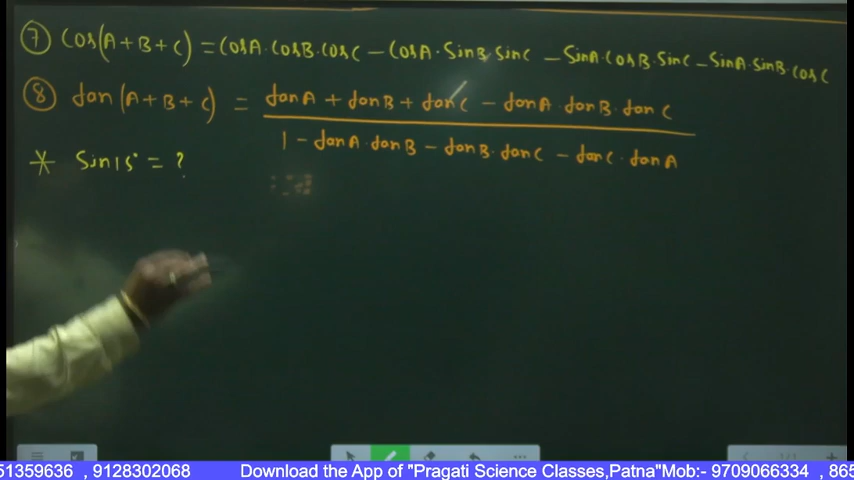 ⑦ Cos(A+B+C) = CosA·CosB·CosC - CosA·SinB·SinC - SinA·CosB·SinC - SinA·SinB·CosC
⑧ tan(A+B+C) = (tanA + tanB + tanC - tanA·tanB·tanC) / (1 - tanA·tanB - tanB·tanC - tanC·tanA)
* Sin15° = ?
51359636 , 9128302068 Download the App of "Pragati Science Classes,Patna"Mob:- 9709066334 , 865